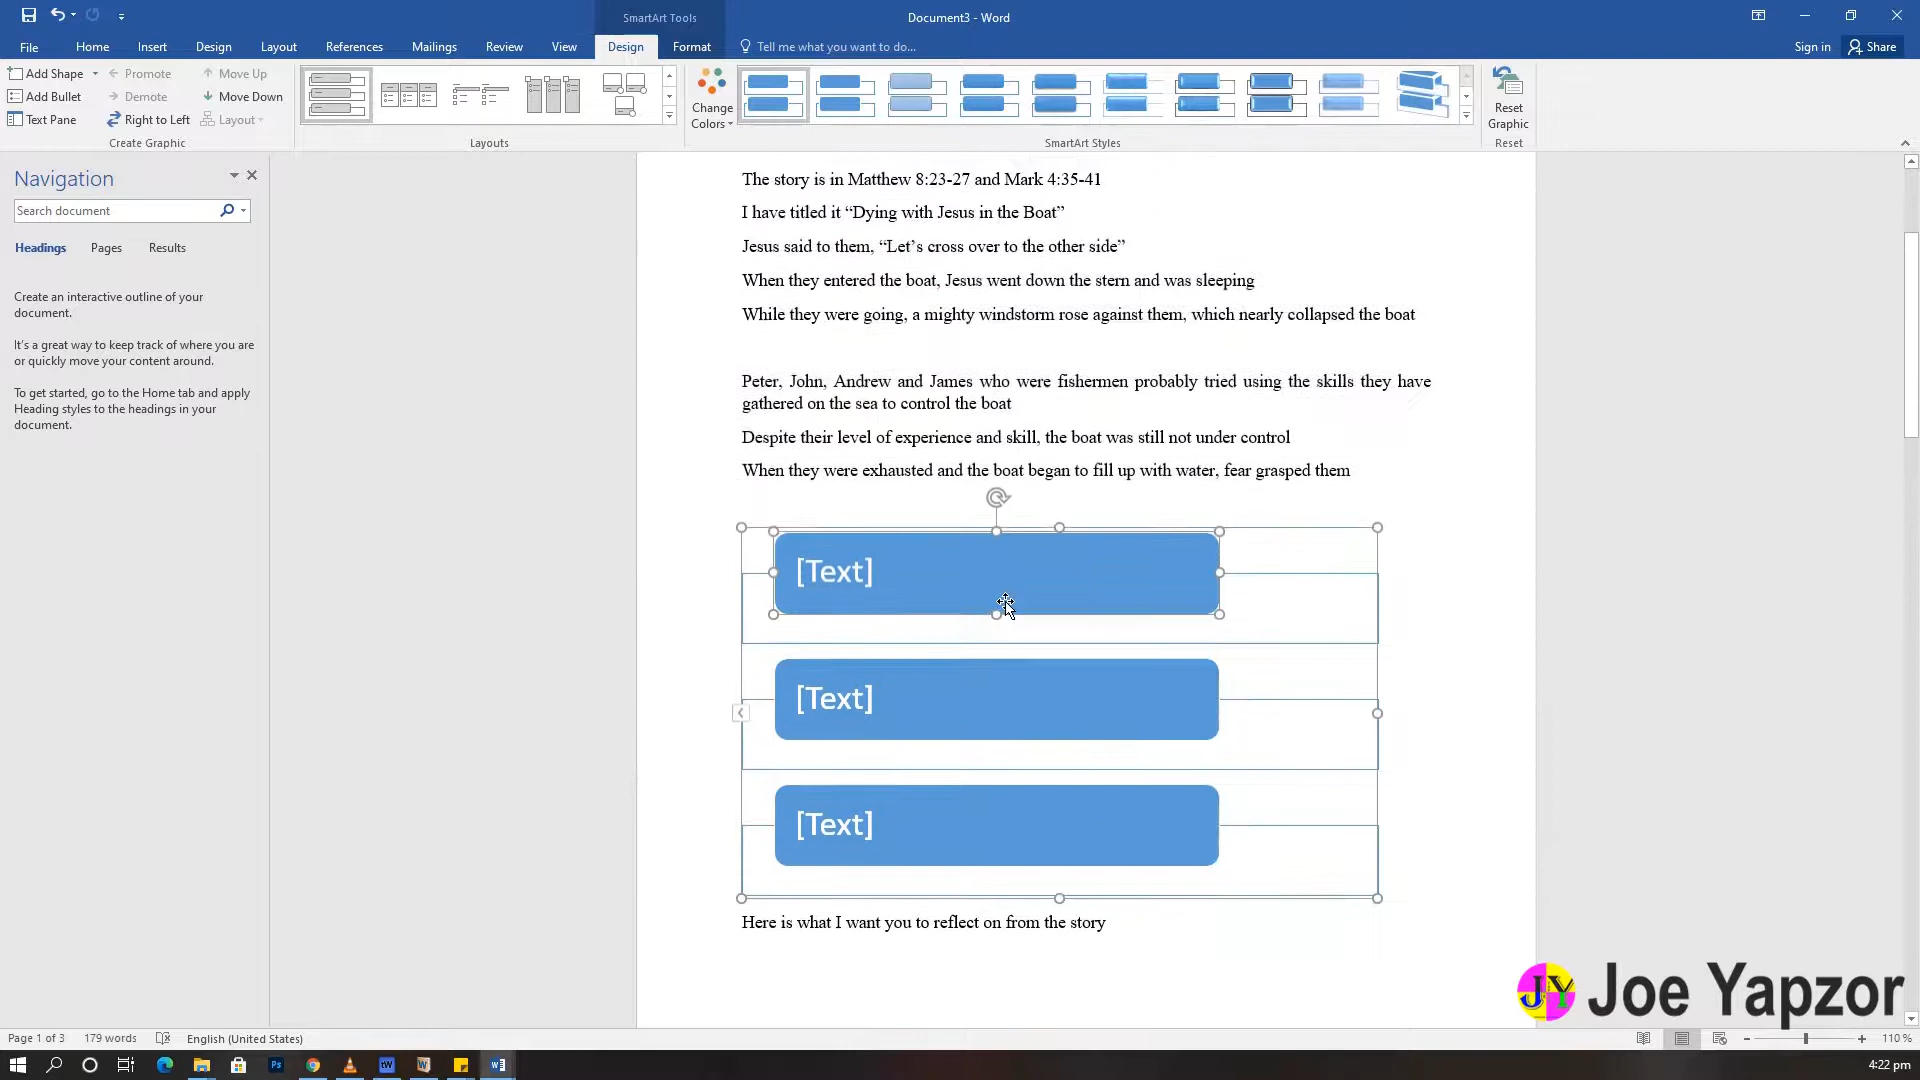 SmartArt Tools
Document3 - Word
File Home Insert Design Layout References Mailings Review View Design Format Tell me what you want to do... Sign in Share
Add Shape Promote Move Up
Add Bullet Demote Move Down
Text Pane Right to Left Layout
Create Graphic
Layouts
Change
Colors
SmartArt Styles
Reset
Graphic
Reset
Navigation
Search document
Headings Pages Results
Create an interactive outline of your
document.
It's a great way to keep track of where you are
or quickly move your content around.
To get started, go to the Home tab and apply
Heading styles to the headings in your
document.
The story is in Matthew 8:23-27 and Mark 4:35-41
I have titled it “Dying with Jesus in the Boat”
Jesus said to them, “Let’s cross over to the other side”
When they entered the boat, Jesus went down the stern and was sleeping
While they were going, a mighty windstorm rose against them, which nearly collapsed the boat
Peter, John, Andrew and James who were fishermen probably tried using the skills they have
gathered on the sea to control the boat
Despite their level of experience and skill, the boat was still not under control
When they were exhausted and the boat began to fill up with water, fear grasped them
[Text]
[Text]
[Text]
Here is what I want you to reflect on from the story
JY Joe Yapzor
Page 1 of 3 179 words English (United States) 110 %
4:22 pm